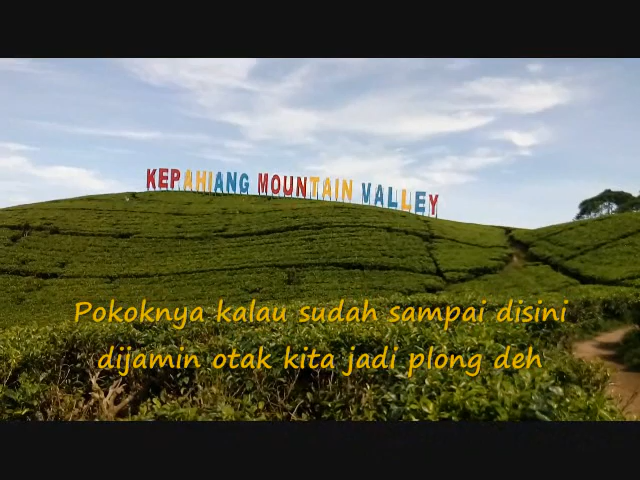 KEPAHIANG MOUNTAIN VALLEY
Pokoknya kalau sudah sampai disini
dijamin otak kita jadi plong deh